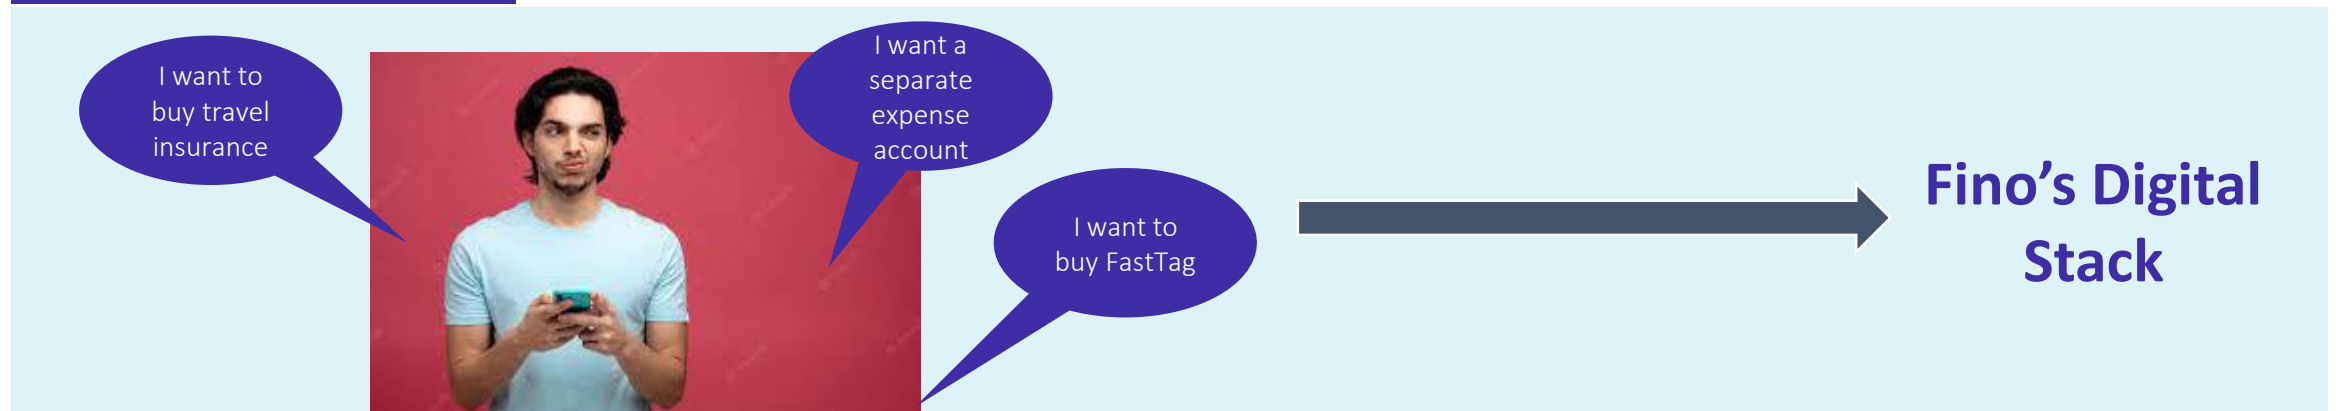 I want to
buy travel
insurance
I want a
separate
expense
account
I want to
buy FastTag
Fino’s Digital
Stack